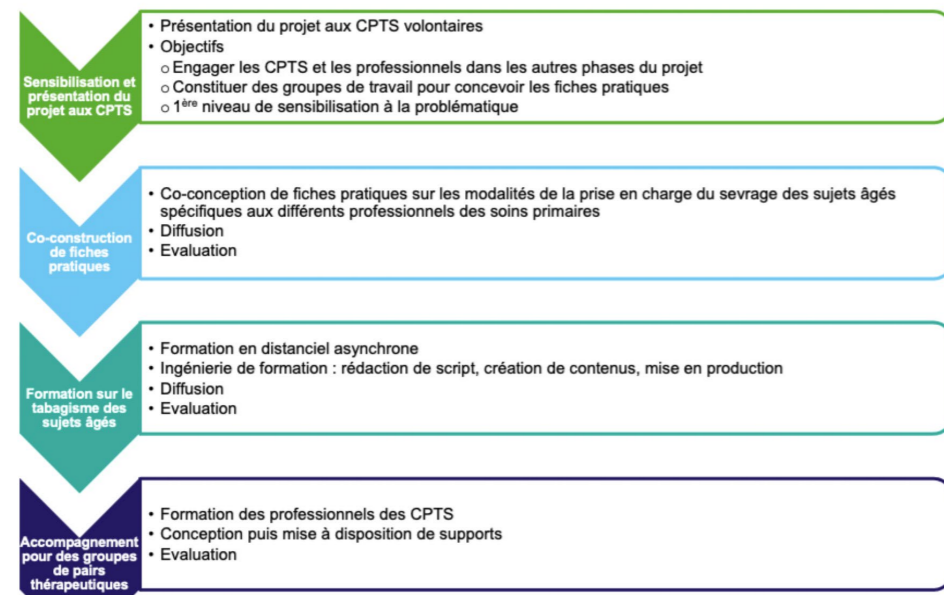 Sensibilisation et
présentation du
projet aux CPTS
• Présentation du projet aux CPTS volontaires
• Objectifs
o Engager les CPTS et les professionnels dans les autres phases du projet
o Constituer des groupes de travail pour concevoir les fiches pratiques
o 1ère niveau de sensibilisation à la problématique
Co-construction
de fiches
pratiques
• Co-conception de fiches pratiques sur les modalités de la prise en charge du sevrage des sujets âgés
spécifiques aux différents professionnels des soins primaires
• Diffusion
• Evaluation
Formation sur le
tabagisme des
sujets âgés
• Formation en distanciel asynchrone
• Ingénierie de formation : rédaction de script, création de contenus, mise en production
• Diffusion
• Evaluation
Accompagnement
pour des groupes
de pairs
thérapeutiques
• Formation des professionnels des CPTS
• Conception puis mise à disposition de supports
• Evaluation